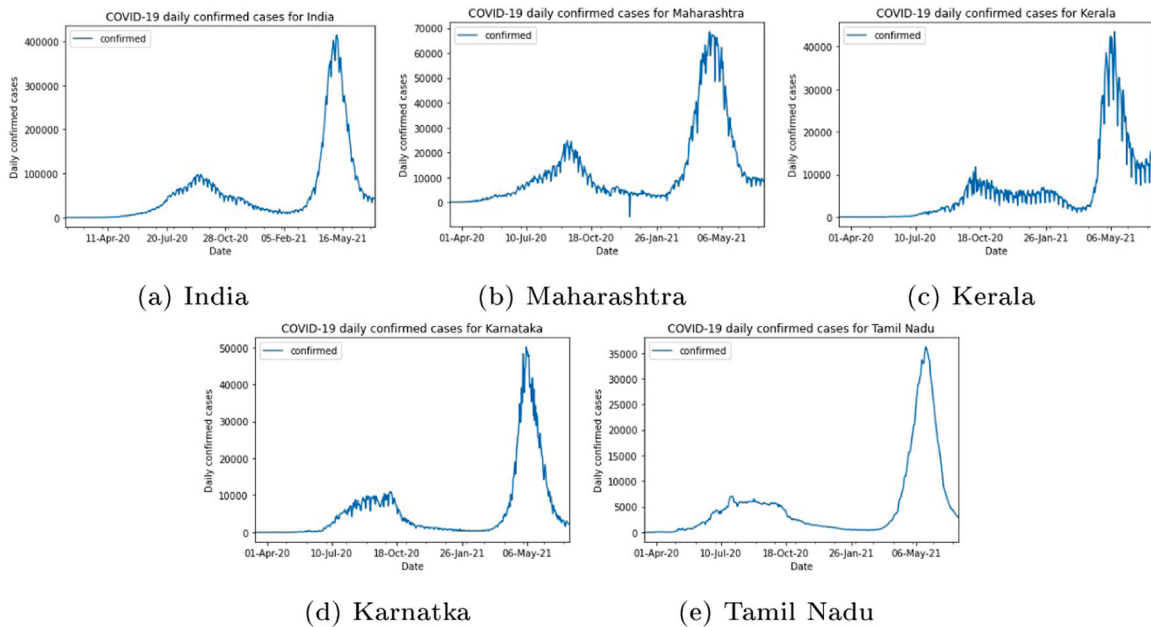 COVID-19 daily confirmed cases for India
confirmed
400000
300000
200000
100000
0
Daily confirmed cases
11-Apr-20 20-Jul-20 28-Oct-20 05-Feb-21 16-May-21
Date
(a) India
COVID-19 daily confirmed cases for Maharashtra
confirmed
70000
60000
50000
40000
30000
20000
10000
0
Daily confirmed cases
01-Apr-20 10-Jul-20 18-Oct-20 26-Jan-21 06-May-21
Date
(b) Maharashtra
COVID-19 daily confirmed cases for Kerala
confirmed
40000
30000
20000
10000
0
Daily confirmed cases
01-Apr-20 10-Jul-20 18-Oct-20 26-Jan-21 06-May-21
Date
(c) Kerala
COVID-19 daily confirmed cases for Karnataka
confirmed
50000
40000
30000
20000
10000
0
Daily confirmed cases
01-Apr-20 10-Jul-20 18-Oct-20 26-Jan-21 06-May-21
Date
(d) Karnatka
COVID-19 daily confirmed cases for Tamil Nadu
confirmed
35000
30000
25000
20000
15000
10000
5000
0
Daily confirmed cases
01-Apr-20 10-Jul-20 18-Oct-20 26-Jan-21 06-May-21
Date
(e) Tamil Nadu